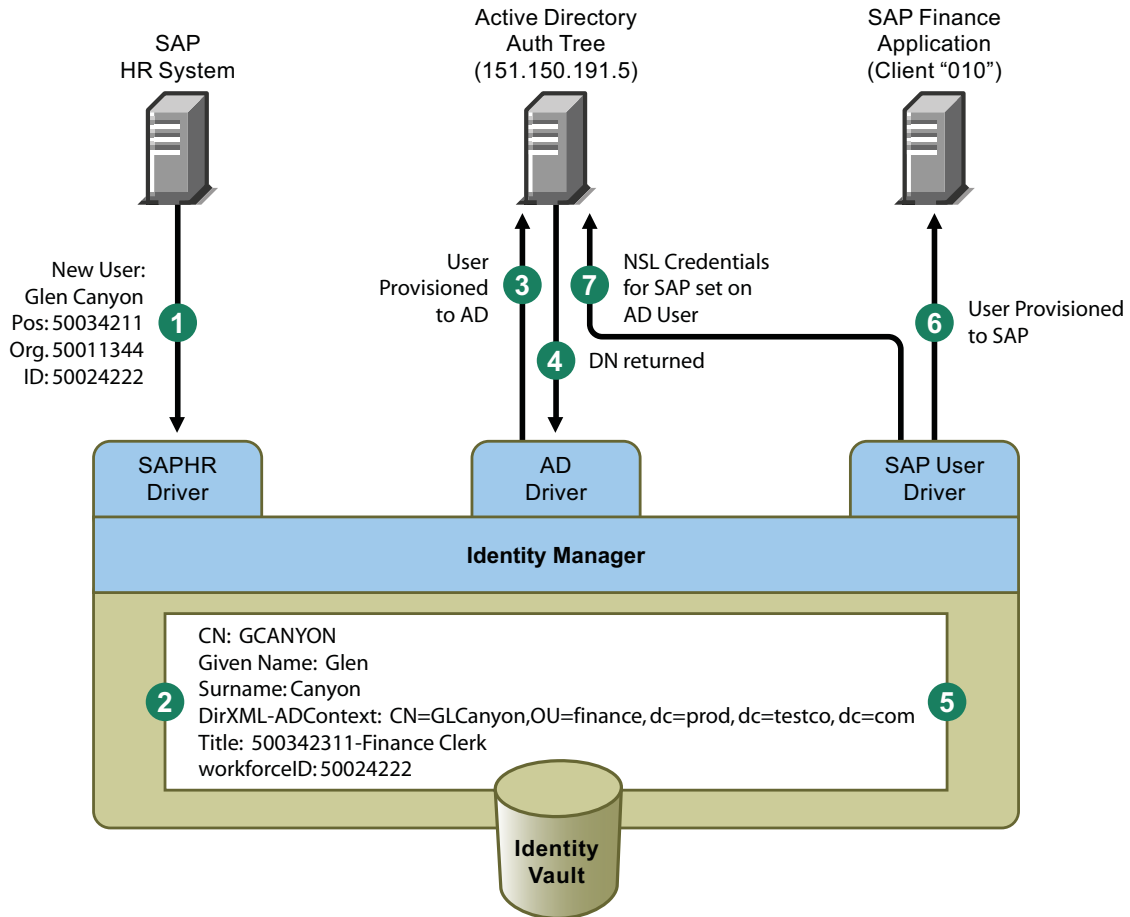 SAP
HR System
Active Directory
Auth Tree
(151.150.191.5)
SAP Finance
Application
(Client “010”)
New User:
Glen Canyon
Pos: 50034211
Org. 50011344
ID: 50024222
1
User
Provisioned
to AD
3
4
DN returned
7
NSL Credentials
for SAP set on
AD User
6
User Provisioned
to SAP
SAPHR
Driver
AD
Driver
SAP User
Driver
Identity Manager
2
CN: GCANYON
Given Name: Glen
Surname: Canyon
DirXML-ADContext: CN=GLCanyon,OU=finance, dc=prod, dc=testco, dc=com
Title: 500342311-Finance Clerk
workforceID: 50024222
5
Identity
Vault